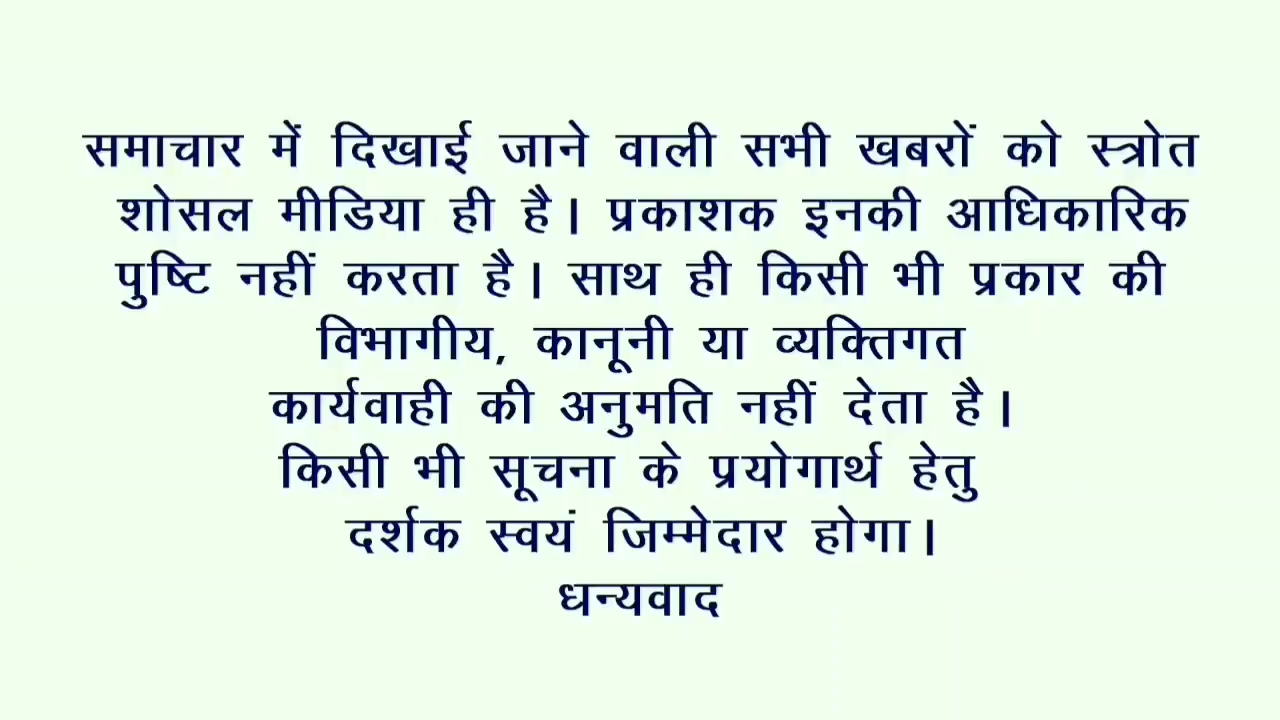 समाचार में दिखाई जाने वाली सभी खबरों को स्त्रोत
शोसल मीडिया ही है। प्रकाशक इनकी आधिकारिक
पुष्टि नहीं करता है। साथ ही किसी भी प्रकार की
विभागीय, कानूनी या व्यक्तिगत
कार्यवाही की अनुमति नहीं देता है।
किसी भी सूचना के प्रयोगार्थ हेतु
दर्शक स्वयं जिम्मेदार होगा।
धन्यवाद